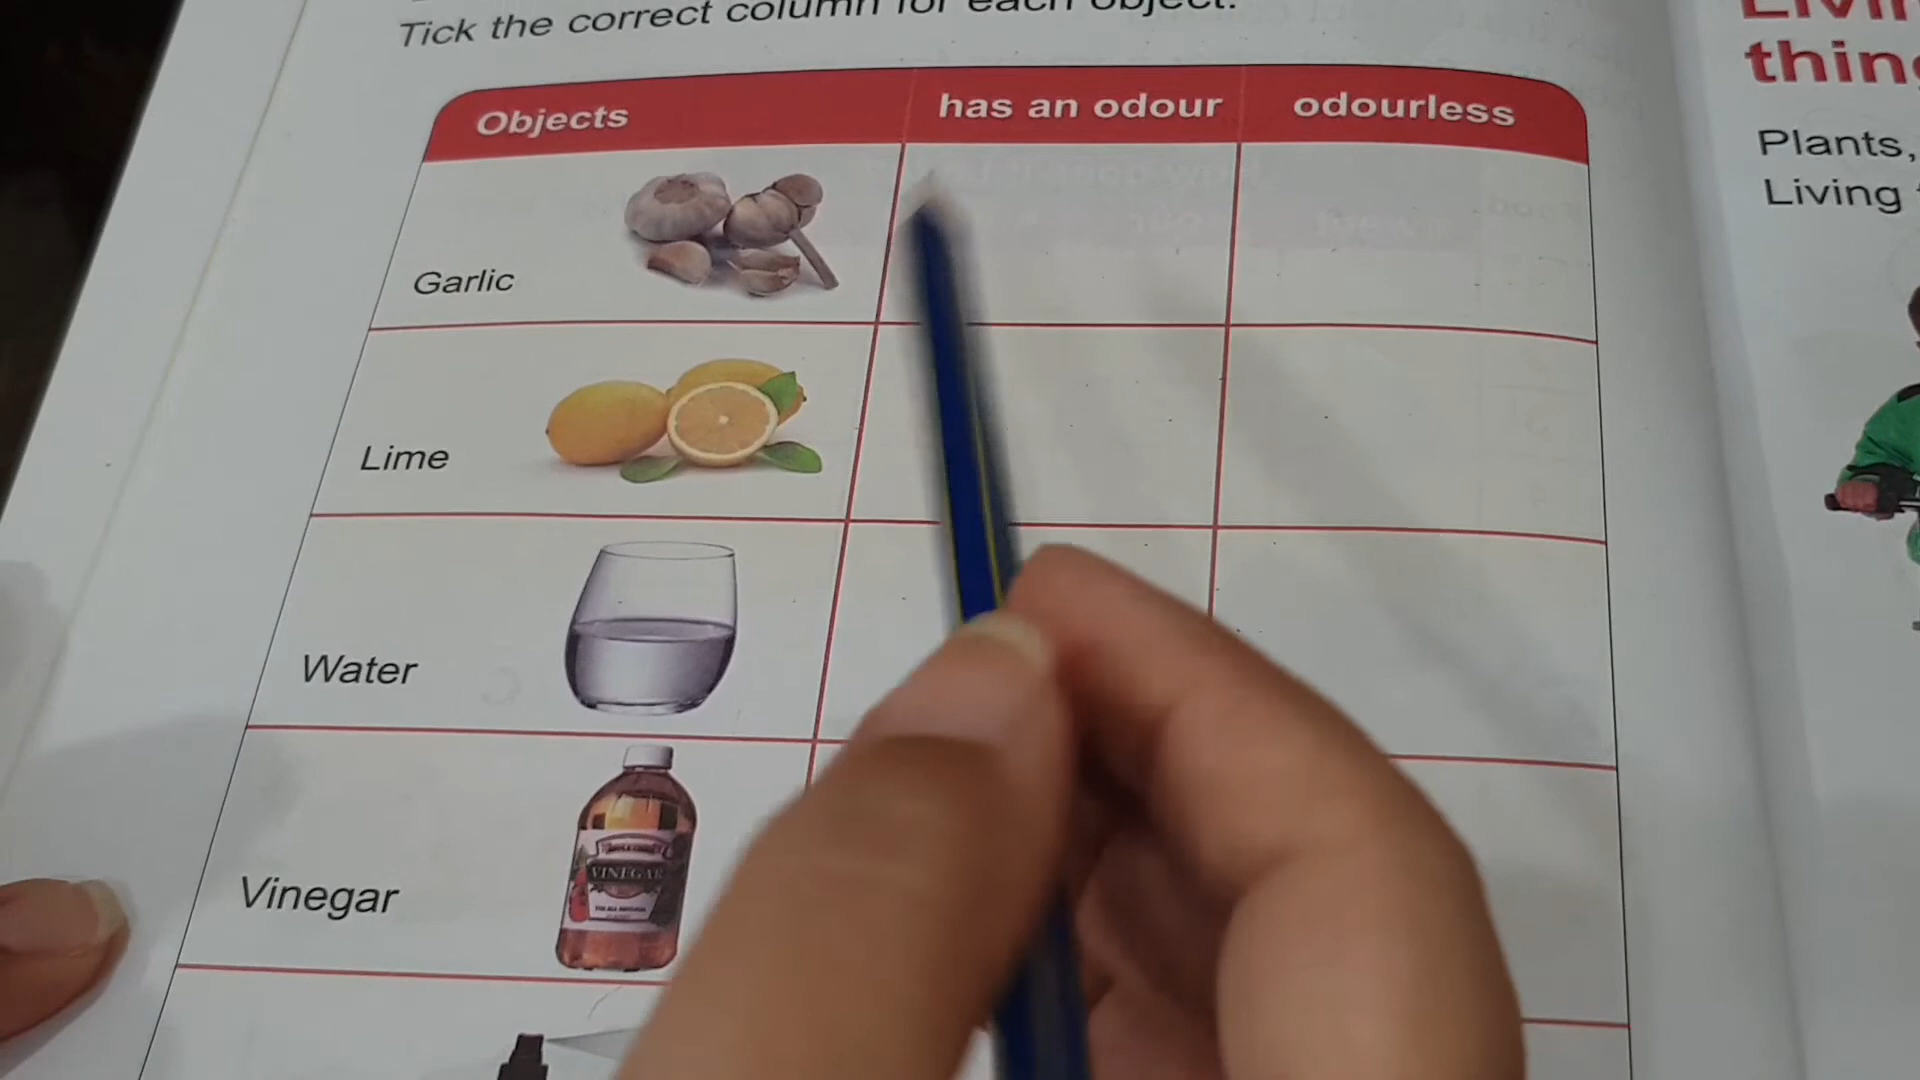 Tick the correct column for each object.
Objects has an odour odourless
Garlic
Lime
Water
Vinegar
VINEGAR
thing
Plants,
Living